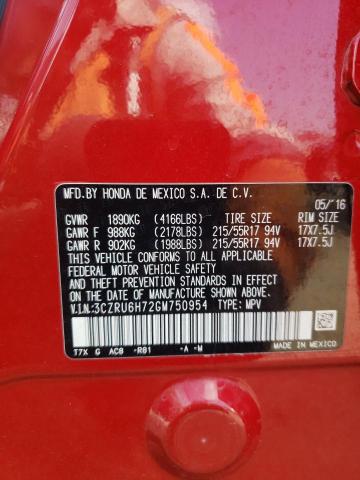 MFD.BY HONDA DE MEXICO S.A. DE C.V.
05/'16
GVWR 1890KG (4166LBS) TIRE SIZE RIM SIZE
GAWR F 988KG (2178LBS) 215/55R17 94V 17X7.5J
GAWR R 902KG (1988LBS) 215/55R17 94V 17X7.5J
THIS VEHICLE CONFORMS TO ALL APPLICABLE
FEDERAL MOTOR VEHICLE SAFETY, BUMPER,
AND THEFT PREVENTION STANDARDS IN EFFECT
ON THE DATE OF MANUFACTURE SHOWN ABOVE.
V.I.N.:3CZRU6H72GM750954 TYPE: MPV
T7X G AC8 -R81 -A -M
MADE IN MEXICO